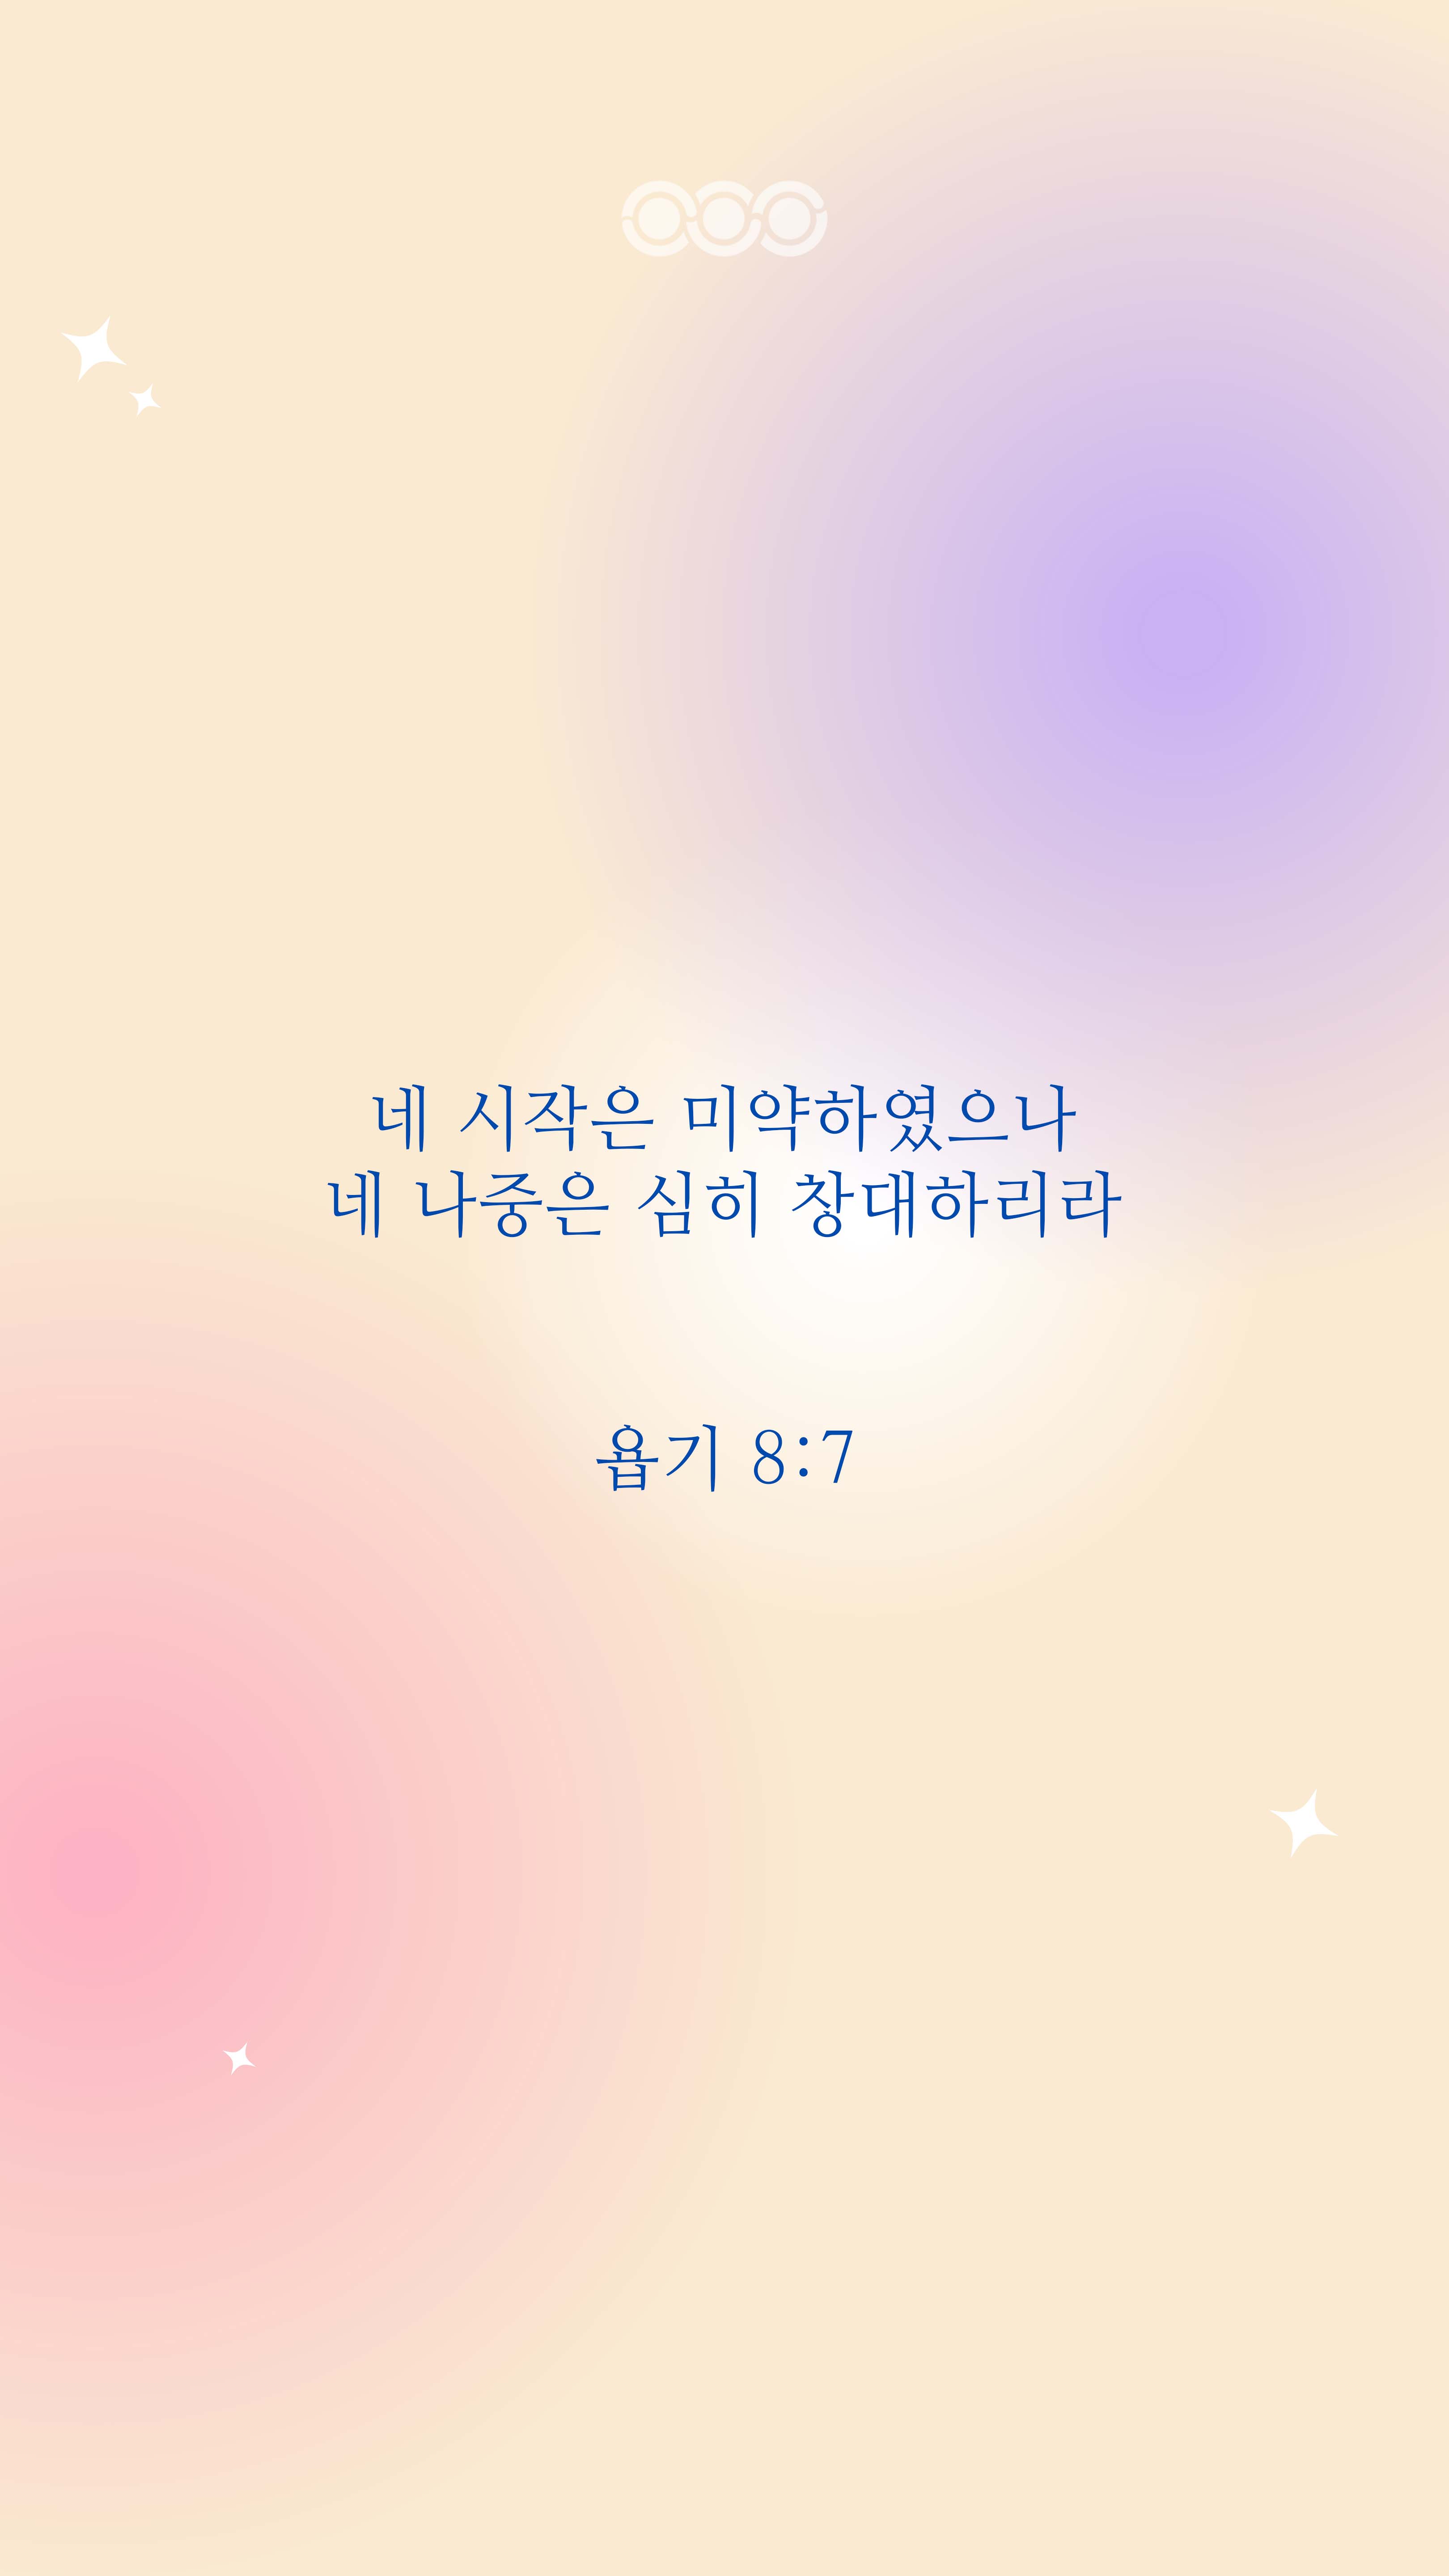 네 시작은 미약하였으나
네 나중은 심히 창대하리라
욥기 8:7